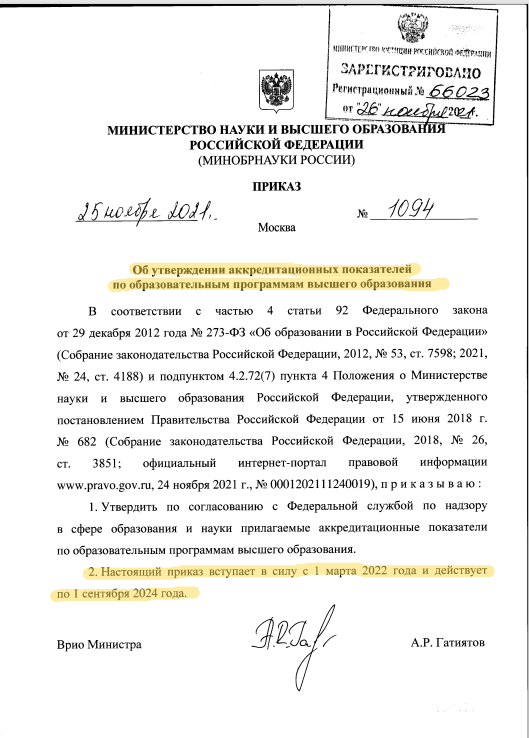 МИНИСТЕРСТВО ЮСТИЦИИ РОССИЙСКОЙ ФЕДЕРАЦИИ
ЗАРЕГИСТРИРОВАНО
Регистрационный № 66023
от "26" ноября 2021.
МИНИСТЕРСТВО НАУКИ И ВЫСШЕГО ОБРАЗОВАНИЯ
РОССИЙСКОЙ ФЕДЕРАЦИИ
(МИНОБРНАУКИ РОССИИ)
ПРИКАЗ
25 ноября 2021г. № 1094
Москва
Об утверждении аккредитационных показателей
по образовательным программам высшего образования
В соответствии с частью 4 статьи 92 Федерального закона
от 29 декабря 2012 года № 273-ФЗ «Об образовании в Российской Федерации»
(Собрание законодательства Российской Федерации, 2012, № 53, ст. 7598; 2021,
№ 24, ст. 4188) и подпунктом 4.2.72(7) пункта 4 Положения о Министерстве
науки и высшего образования Российской Федерации, утвержденного
постановлением Правительства Российской Федерации от 15 июня 2018 г.
№ 682 (Собрание законодательства Российской Федерации, 2018, № 26,
ст. 3851; официальный интернет-портал правовой информации
www.pravo.gov.ru, 24 ноября 2021 г., № 0001202111240019), п р и к а з ы в а ю :
1. Утвердить по согласованию с Федеральной службой по надзору
в сфере образования и науки прилагаемые аккредитационные показатели
по образовательным программам высшего образования.
2. Настоящий приказ вступает в силу с 1 марта 2022 года и действует
по 1 сентября 2024 года.
Врио Министра А.Р. Гатиятов